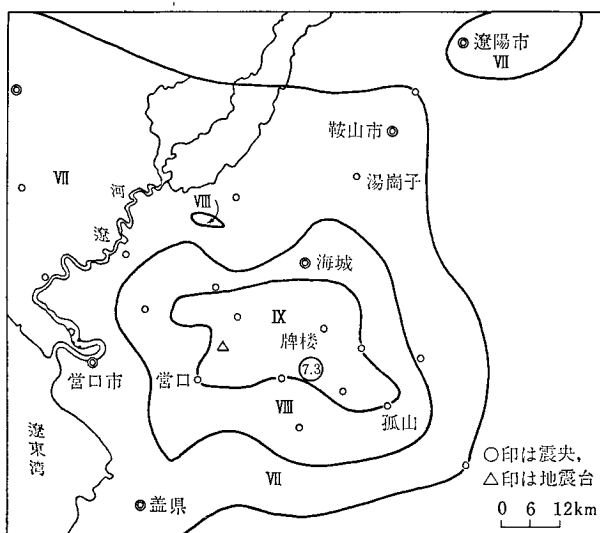 遼陽市
VII
鞍山市
湯崗子
VII
河
遼
VIII
海城
IX
牌楼
7.3
営口市
営口
VIII
孤山
遼東湾
VII
盖県
○印は震央,
△印は地震台
0 6 12km